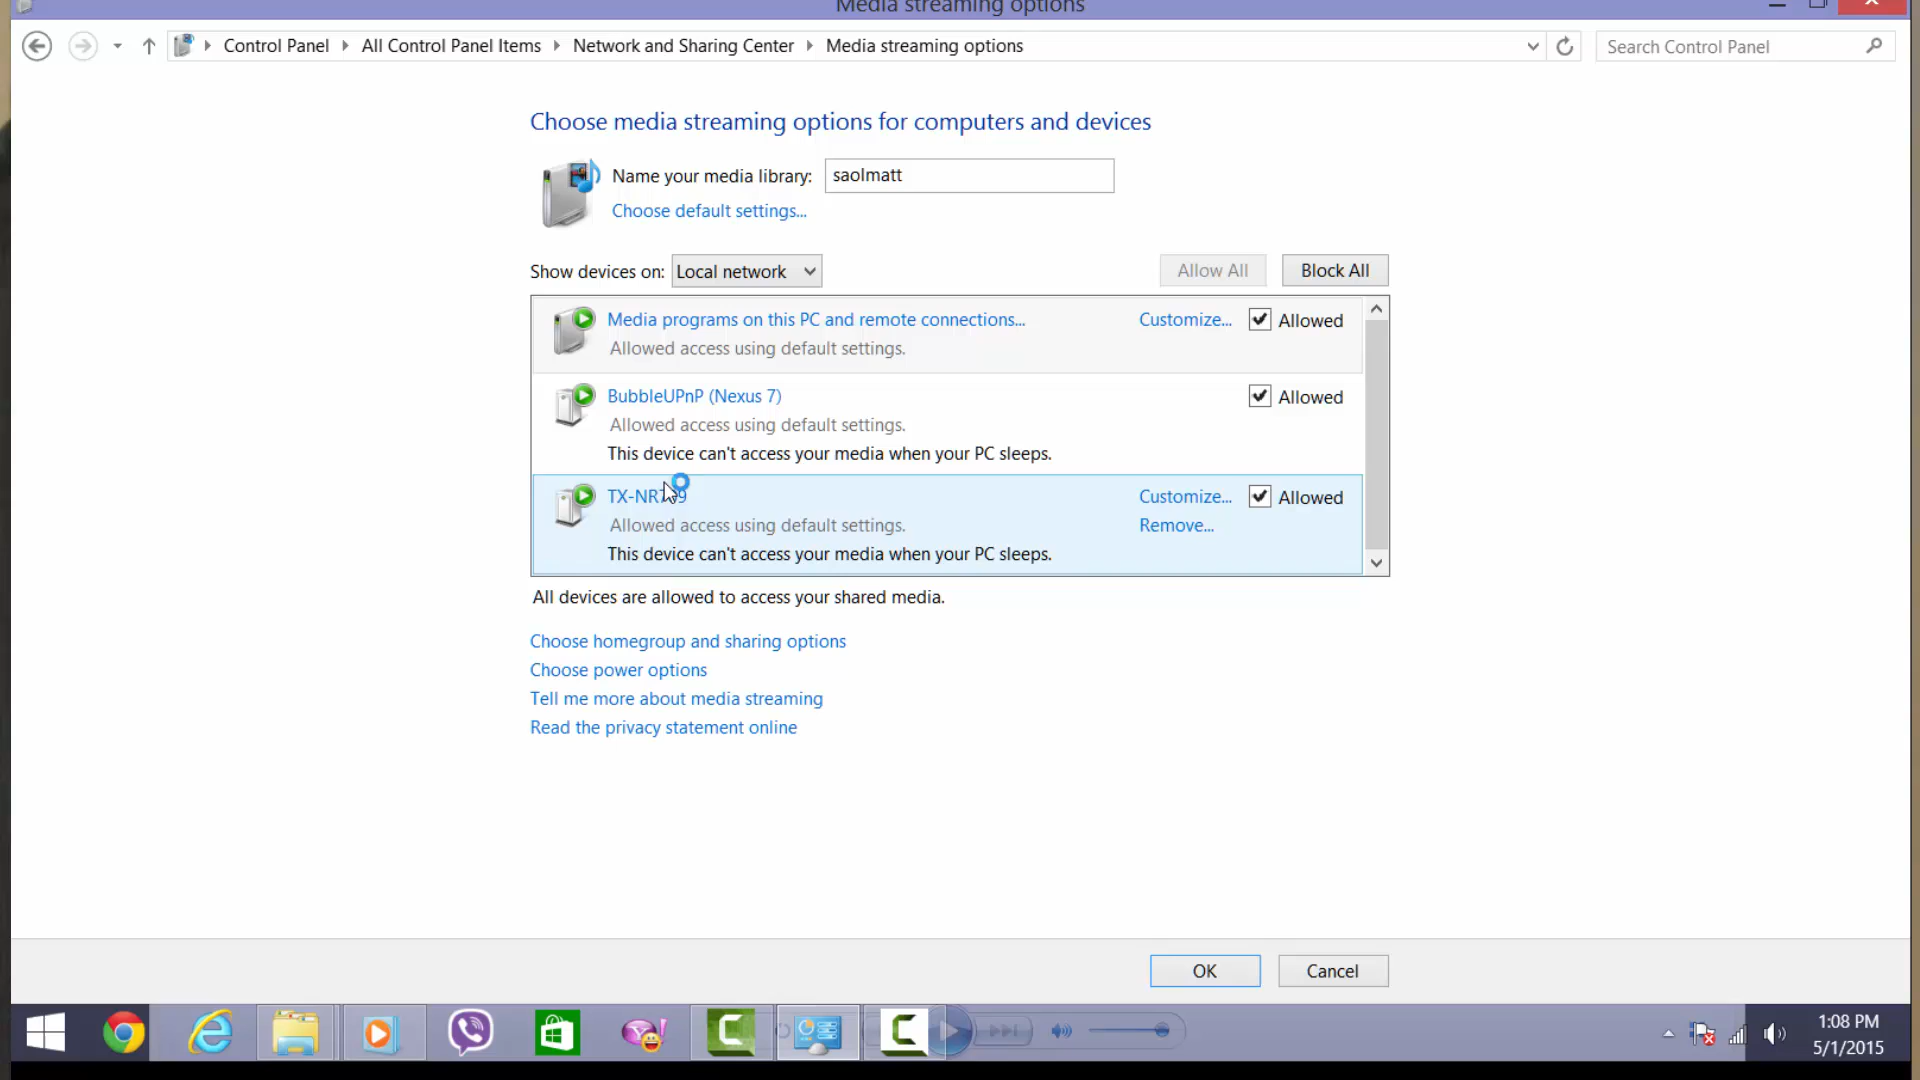 Media streaming options
Control Panel All Control Panel Items Network and Sharing Center Media streaming options
Search Control Panel
Choose media streaming options for computers and devices
Name your media library: saolmatt
Choose default settings...
Show devices on: Local network
Allow All Block All
Media programs on this PC and remote connections... Customize... Allowed
Allowed access using default settings.
BubbleUPnP (Nexus 7) Allowed
Allowed access using default settings.
This device can't access your media when your PC sleeps.
Customize... Allowed
Allowed access using default settings. Remove...
This device can't access your media when your PC sleeps.
All devices are allowed to access your shared media.
Choose homegroup and sharing options
Choose power options
Tell me more about media streaming
Read the privacy statement online
OK Cancel
1:08 PM
5/1/2015